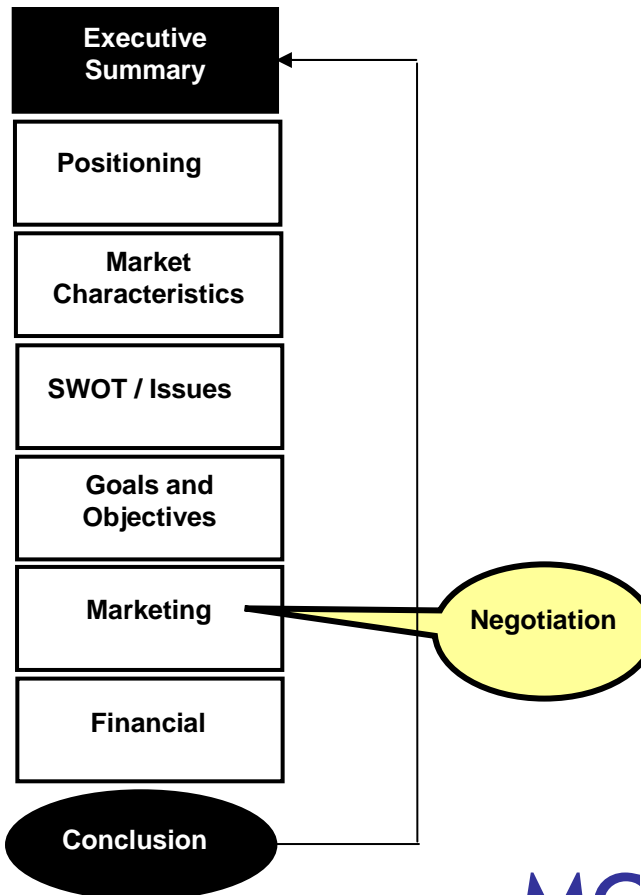 Executive
Summary
Positioning
Market
Characteristics
SWOT / Issues
Goals and
Objectives
Marketing
Negotiation
Financial
Conclusion